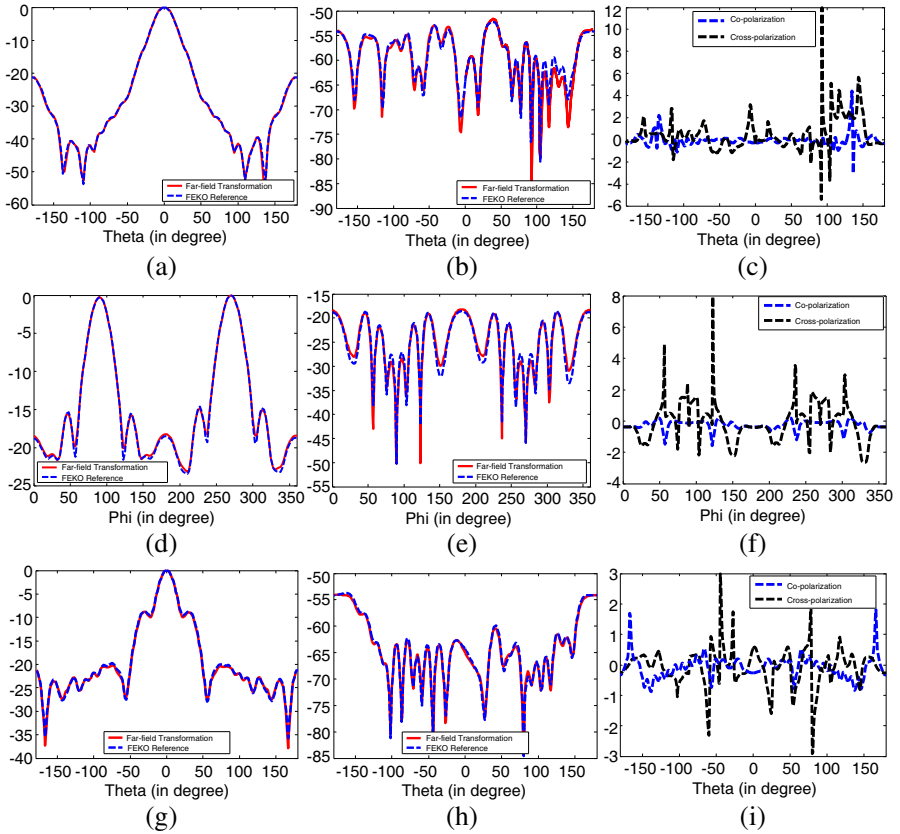 0
-10
-20
-30
-40
-50
-60
-150 -100 -50 0 50 100 150
Far-field Transformation
FEKO Reference
Theta (in degree)
(a)
-50
-55
-60
-65
-70
-75
-80
-85
-90
-150 -100 -50 0 50 100 150
Far-field Transformation
FEKO Reference
Theta (in degree)
(b)
12
10
8
6
4
2
0
2
4
6
-150 -100 -50 0 50 100 150
Co-polarization
Cross-polarization
Theta (in degree)
(c)
0
-5
-10
-15
-20
-25
0 50 100 150 200 250 300 350
Far-field Transformation
FEKO Reference
Phi (in degree)
(d)
-15
-20
-25
-30
-35
-40
-45
-50
-55
0 50 100 150 200 250 300 350
Far-field Transformation
FEKO Reference
Phi (in degree)
(e)
8
6
4
2
0
-2
-4
0 50 100 150 200 250 300 350
Co-polarization
Cross-polarization
Phi (in degree)
(f)
0
-5
-10
-15
-20
-25
-30
-35
-40
-150 -100 -50 0 50 100 150
Far-field Transformation
FEKO Reference
Theta (in degree)
(g)
-50
-55
-60
-65
-70
-75
-80
85
-150 -100 -50 0 50 100 150
Far-field Transformation
FEKO Reference
Theta (in degree)
(h)
3
2
1
0
-1
-2
-3
-150 -100 -50 0 50 100 150
Co-polarization
Cross-polarization
Theta (in degree)
(i)